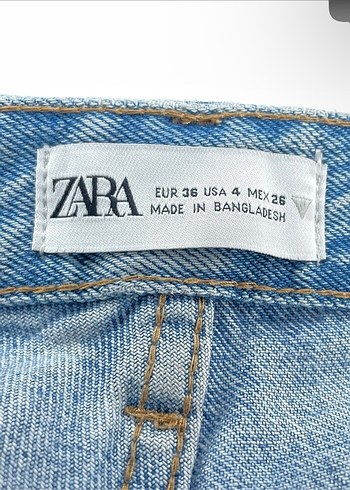 ZARA
EUR 36 USA 4 MEX 26
MADE IN BANGLADESH